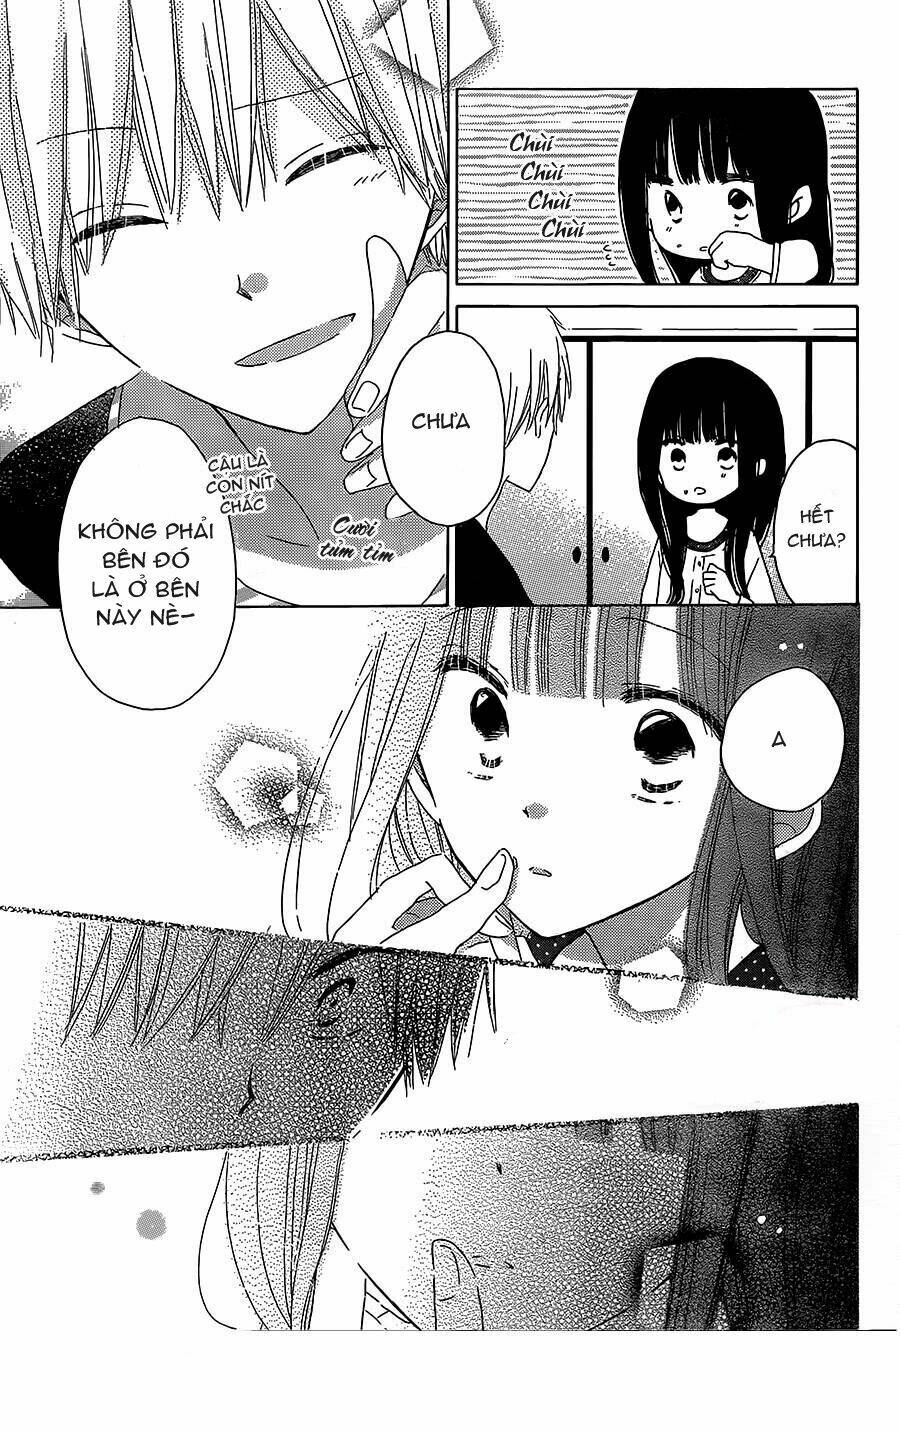 Chùi
Chùi
Chùi
Chùi
HẾT
CHƯA?
CHƯA
CẬU LÀ
CON NÍT
CHẮC
Cười
tủm tỉm
KHÔNG PHẢI
BÊN ĐÓ
LÀ Ở BÊN
NÀY NÈ~
A